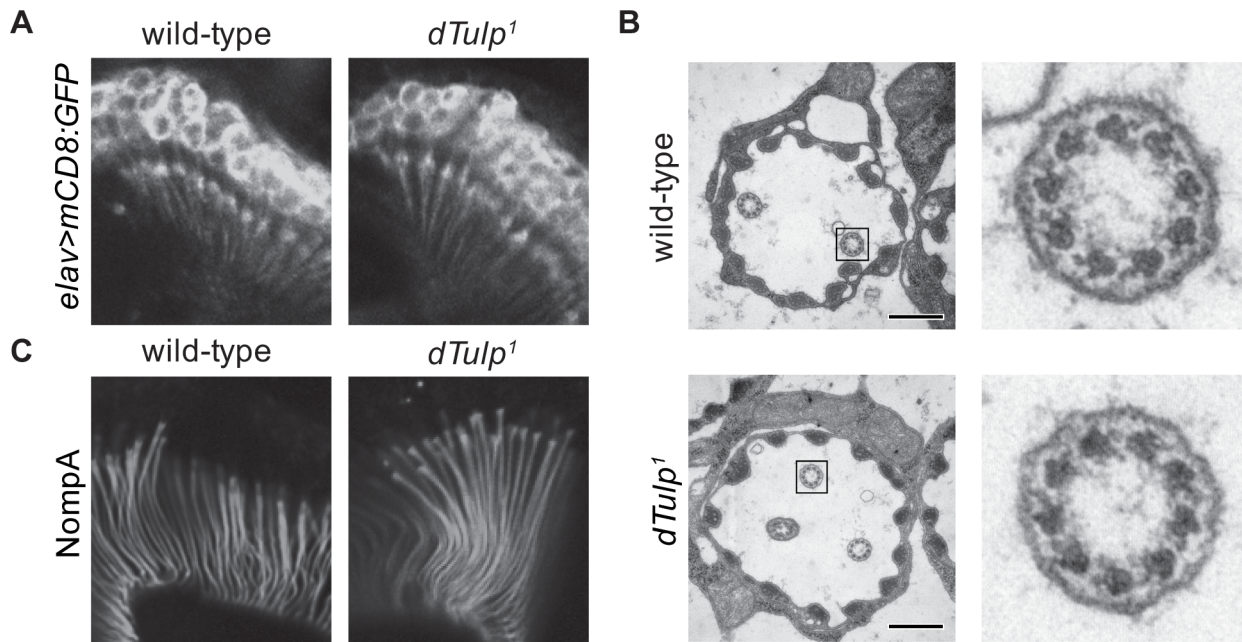 A
wild-type
dTulp¹
elav>mCD8:GFP
B
wild-type
dTulp¹
C
wild-type
dTulp¹
NompA